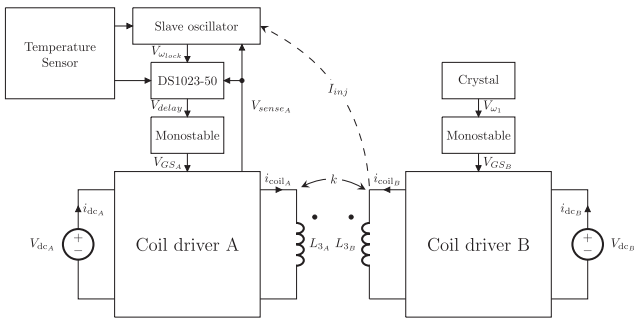 Slave oscillator
Temperature
Sensor
V_{ω_{lock}}
DS1023-50
I_{inj}
Crystal
V_{delay}
V_{sense_A}
V_{ω_1}
Monostable
Monostable
V_{GS_A}
V_{GS_B}
i_{coil_A}
k
i_{coil_B}
i_{dc_A}
i_{dc_B}
V_{dc_A}
+
−
Coil driver A
L_{3_A}
L_{3_B}
Coil driver B
+
−
V_{dc_B}